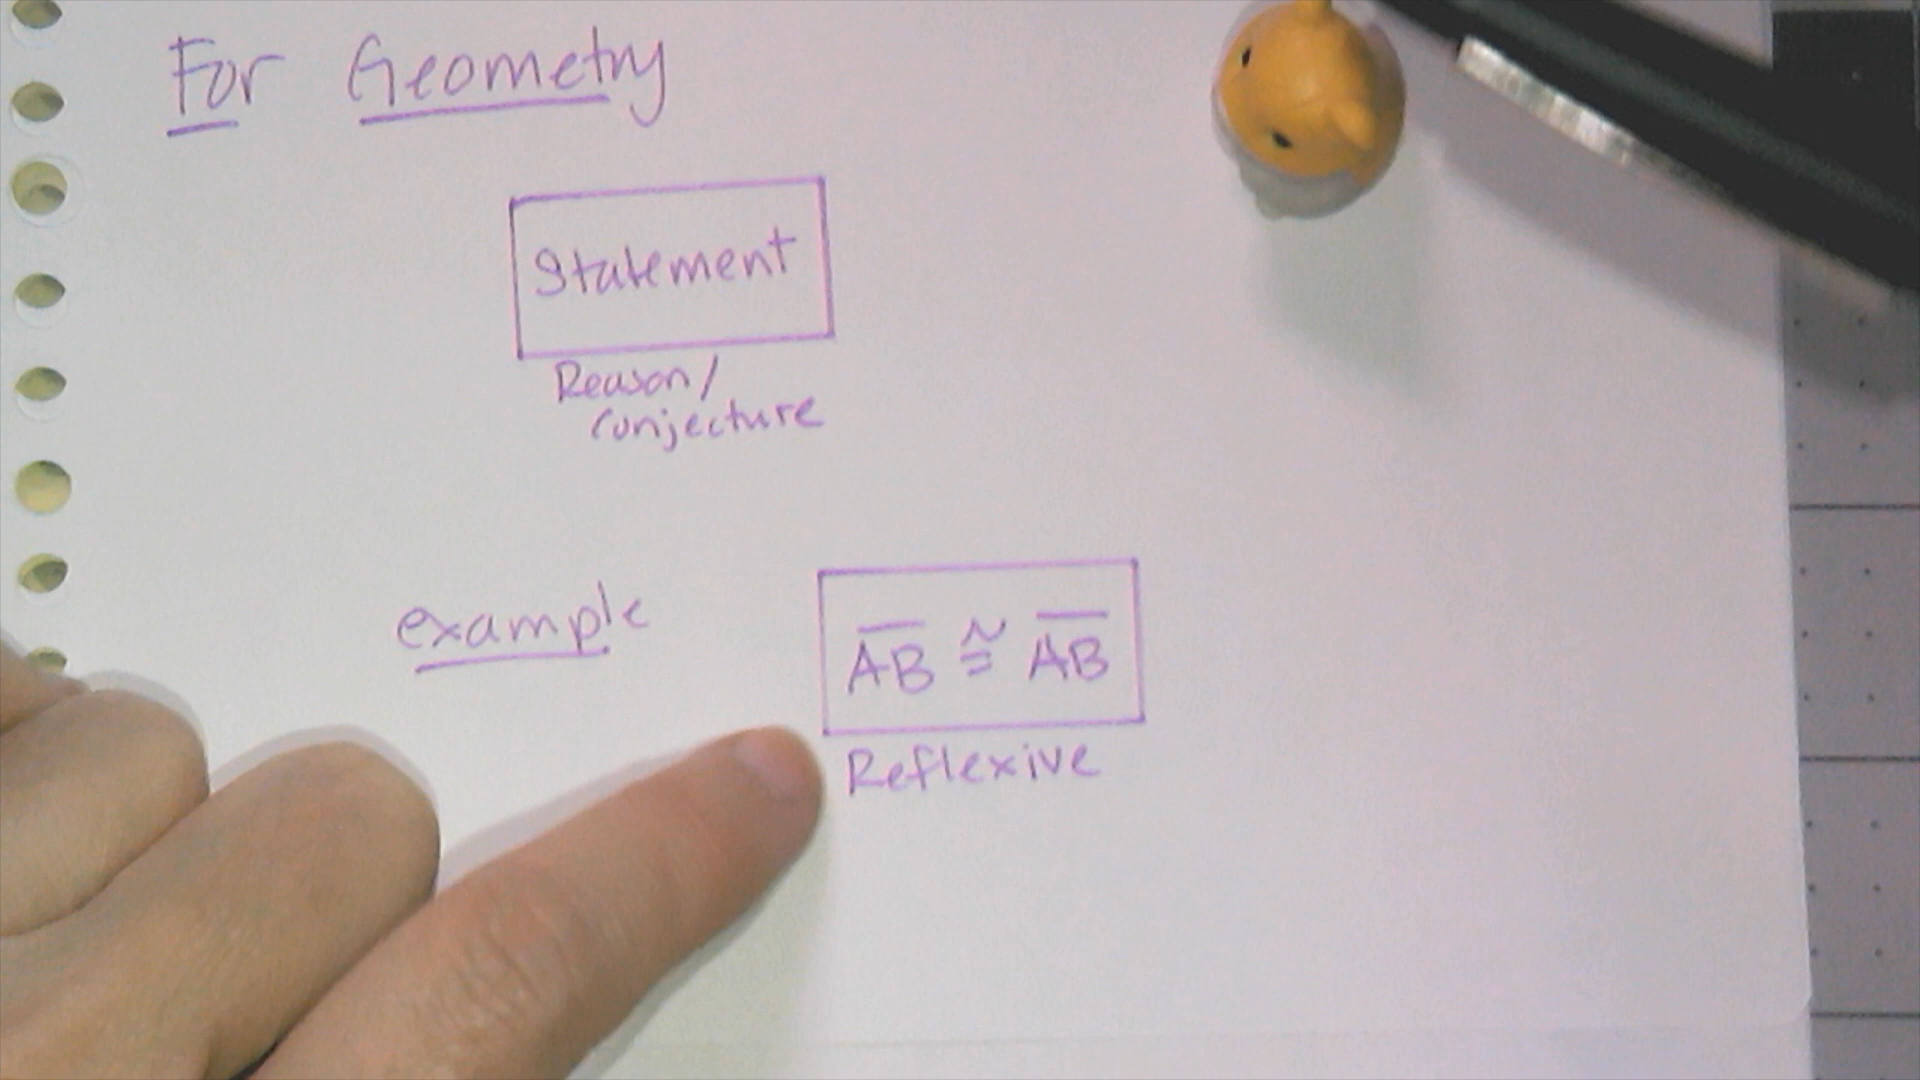 For Geometry
Statement
Reason/
conjecture
example
AB ≅ AB
Reflexive